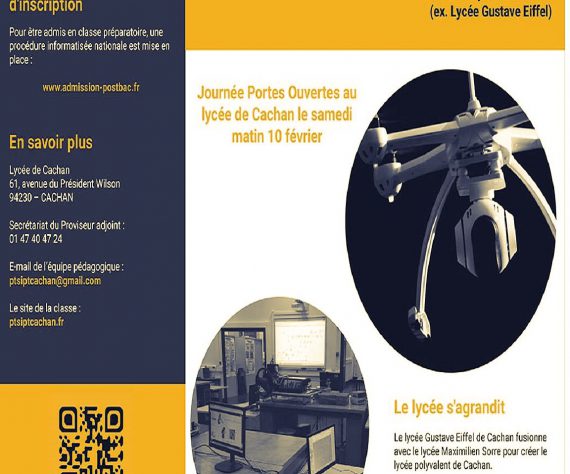 d'inscription
Pour être admis en classe préparatoire, une
procédure informatisée nationale est mise en
place :
www.admission-postbac.fr
En savoir plus
Lycée de Cachan
61, avenue du Président Wilson
94230 – CACHAN
Secrétariat du Proviseur adjoint :
01 47 40 47 24
E-mail de l'équipe pédagogique :
ptsiptcachan@gmail.com
Le site de la classe :
ptsiptcachan.fr
(ex. Lycée Gustave Eiffel)
Journée Portes Ouvertes au
lycée de Cachan le samedi
matin 10 février
Le lycée s'agrandit
Le lycée Gustave Eiffel de Cachan fusionne
avec le lycée Maximilien Sorre pour créer le
lycée polyvalent de Cachan.